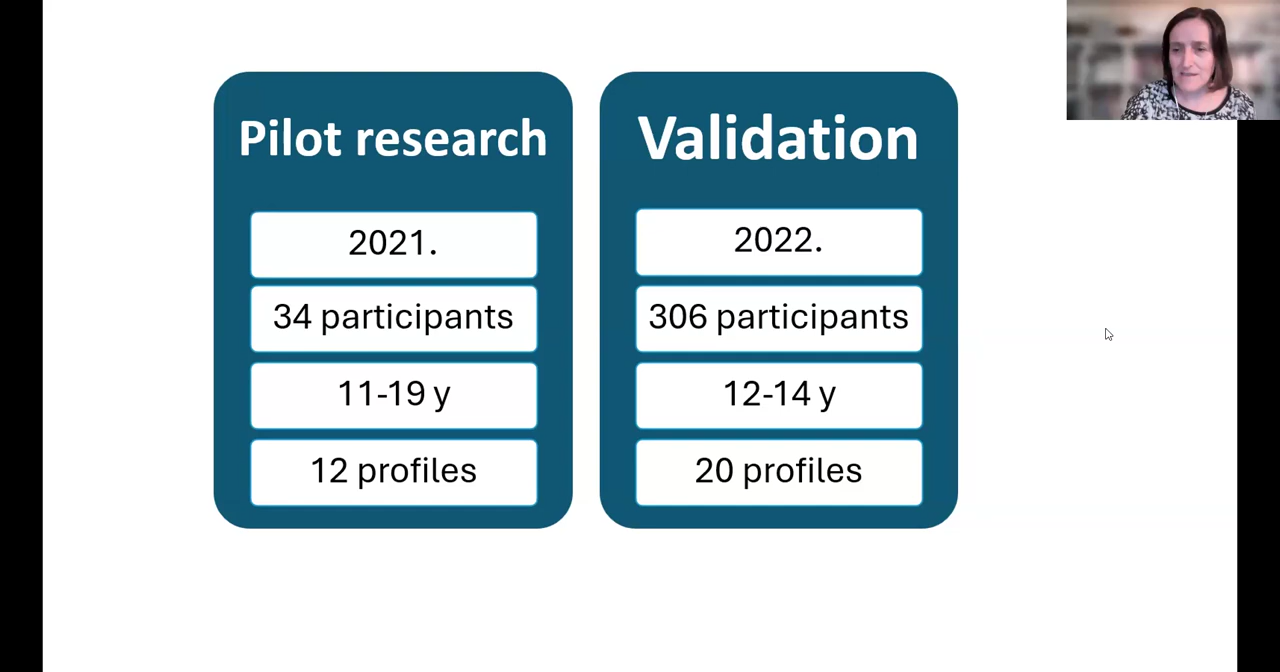 Pilot research
2021.
34 participants
11-19 y
12 profiles
Validation
2022.
306 participants
12-14 y
20 profiles